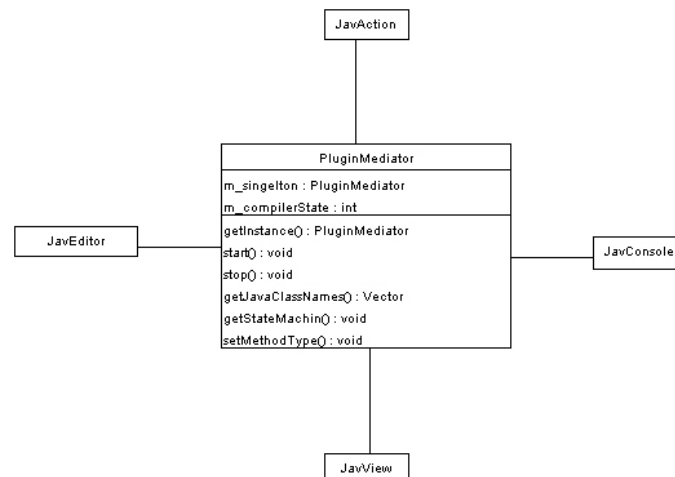 JavAction
PluginMediator
m_singelton : PluginMediator
m_compilerState : int
getInstance() : PluginMediator
start() : void
stop() : void
getJavaClassNames() : Vector
getStateMachin() : void
setMethodType() : void
JavEditor
JavConsole
JavView